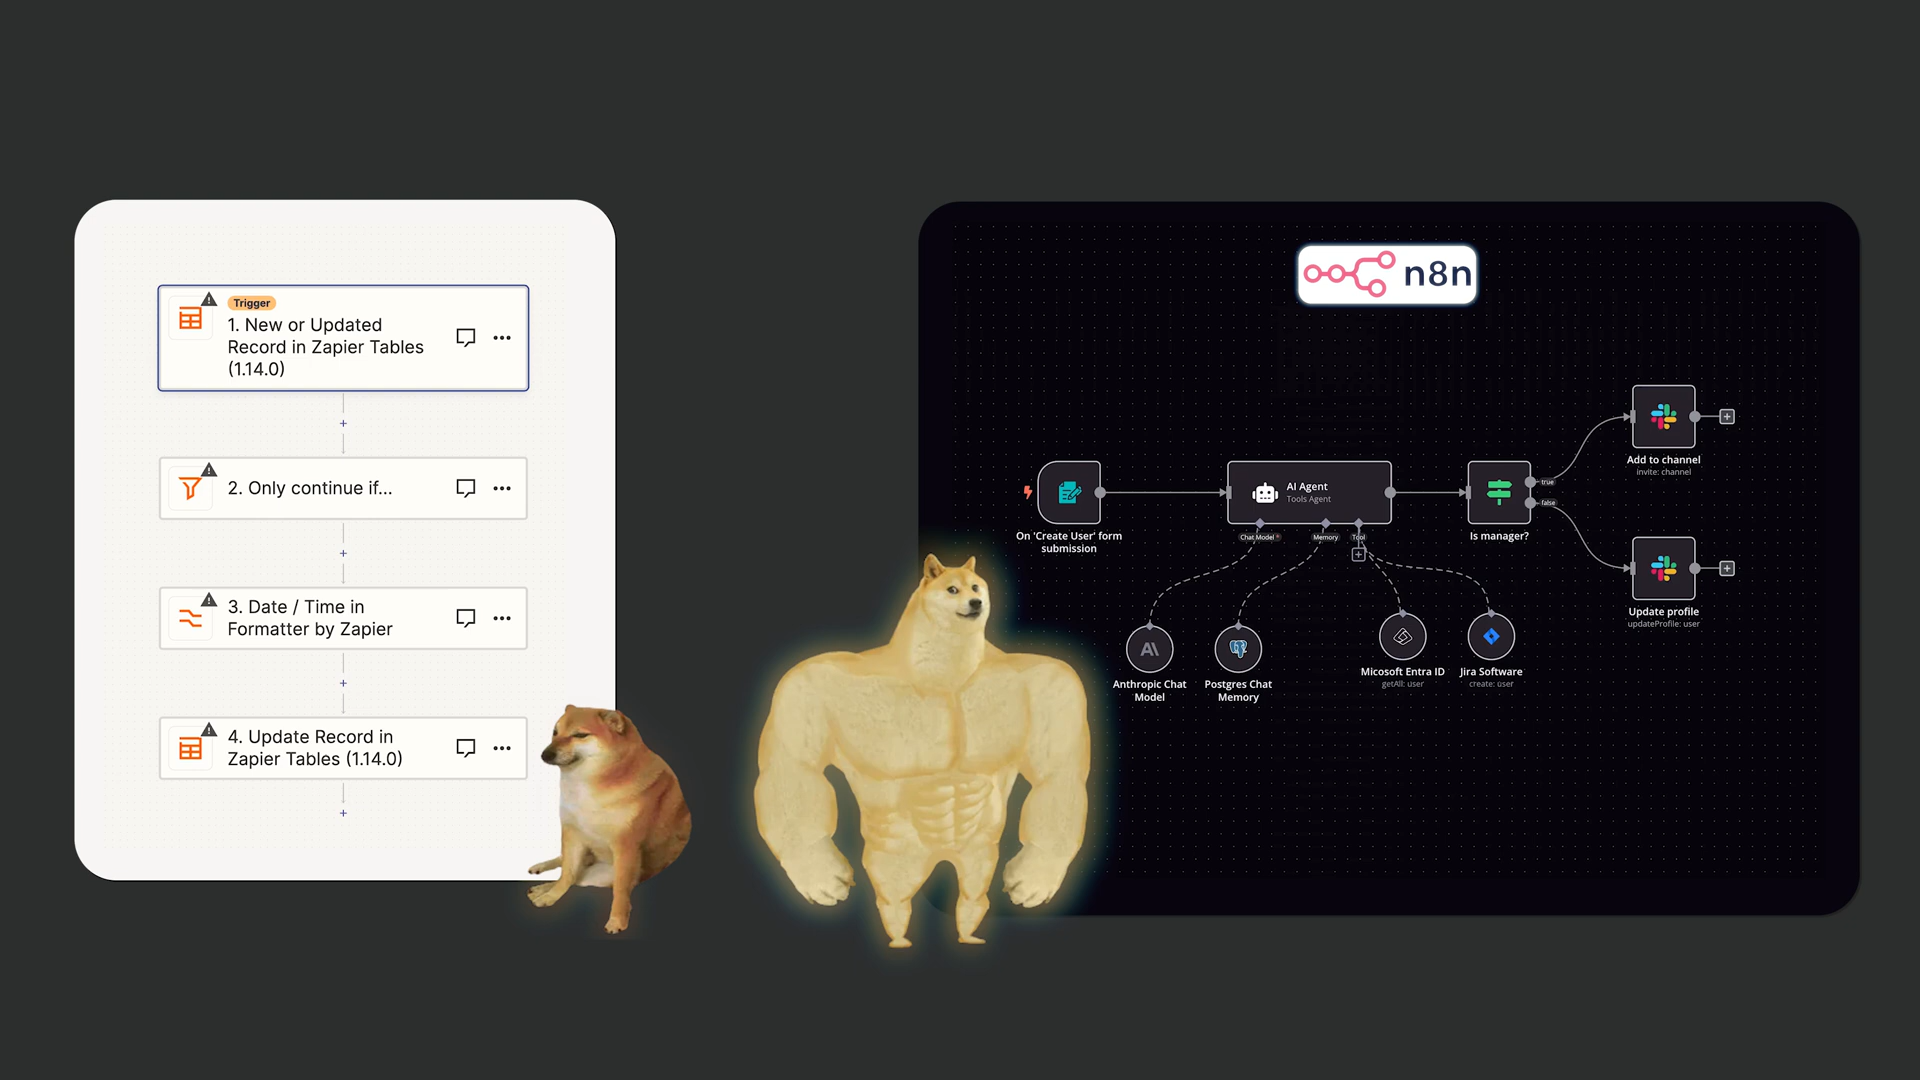 Trigger
1. New or Updated
Record in Zapier Tables
(1.14.0)
2. Only continue if...
3. Date / Time in
Formatter by Zapier
4. Update Record in
Zapier Tables (1.14.0)
n8n
On 'Create User' form
submission
AI Agent
Tools Agent
Chat Model *
Memory
Tool
Is manager?
true
false
Add to channel
invite: channel
Update profile
updateProfile: user
Anthropic Chat
Model
Postgres Chat
Memory
Micosoft Entra ID
getAll: user
Jira Software
create: user